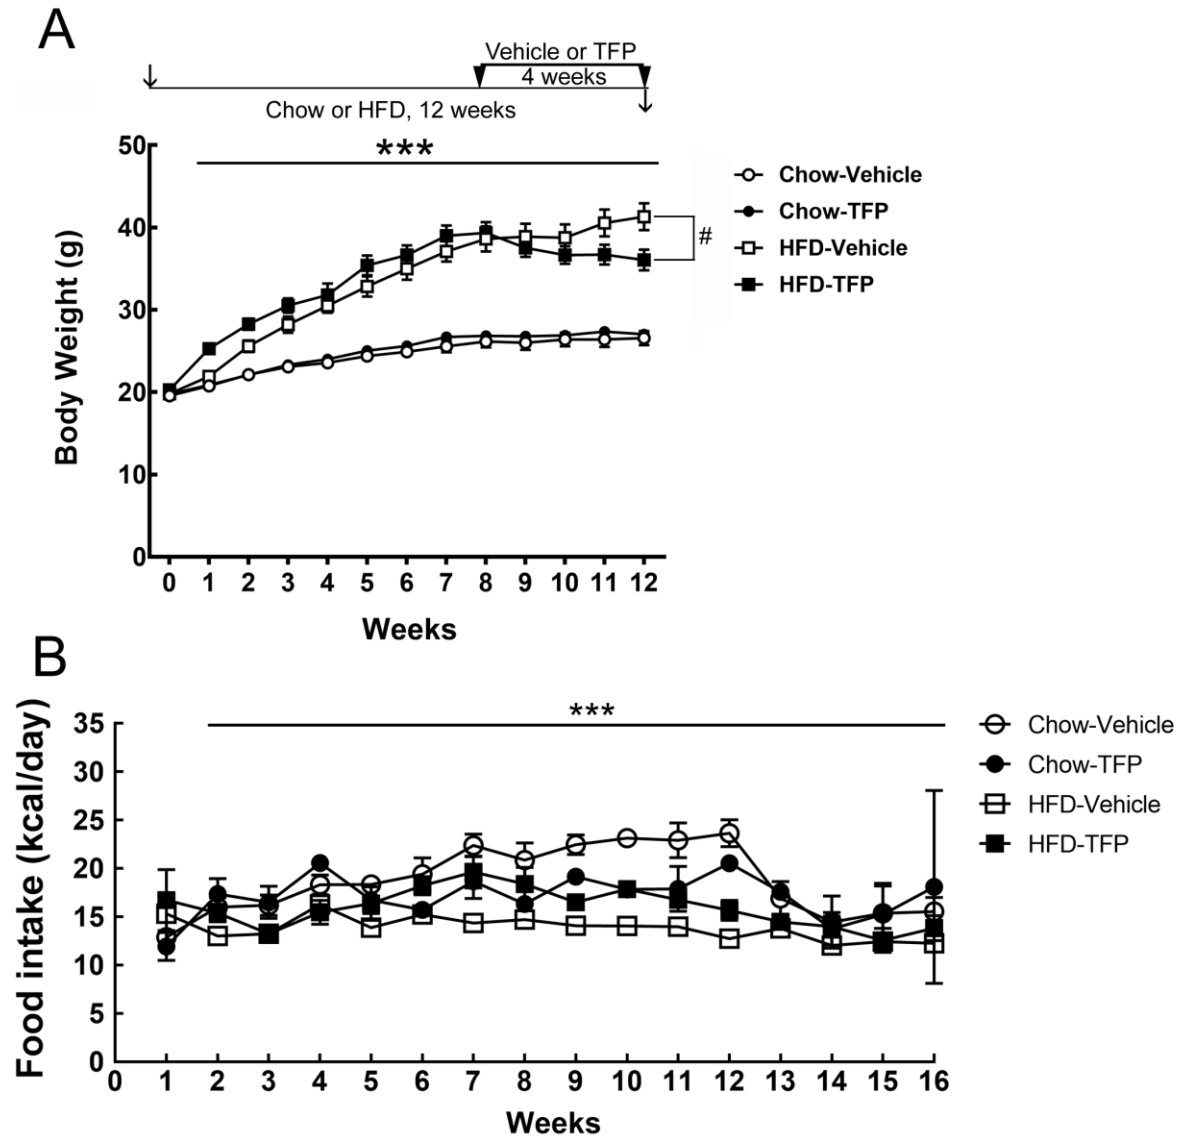 A
Vehicle or TFP
4 weeks
Chow or HFD, 12 weeks
***
50
40
30
20
10
0
Body Weight (g)
0 1 2 3 4 5 6 7 8 9 10 11 12
Weeks
Chow-Vehicle
Chow-TFP
HFD-Vehicle
HFD-TFP
#
B
***
35
30
25
20
15
10
5
0
Food intake (kcal/day)
0 1 2 3 4 5 6 7 8 9 10 11 12 13 14 15 16
Weeks
Chow-Vehicle
Chow-TFP
HFD-Vehicle
HFD-TFP